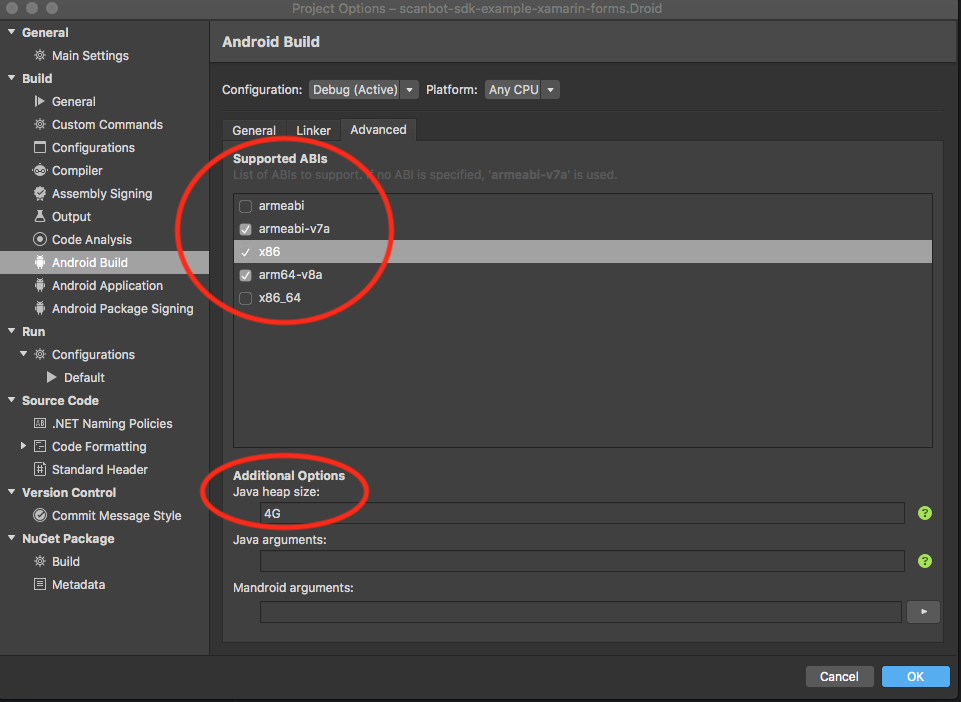 Project Options – scanbot-sdk-example-xamarin-forms.Droid
General
Main Settings
Build
General
Custom Commands
Configurations
Compiler
Assembly Signing
Output
Code Analysis
Android Build
Android Application
Android Package Signing
Run
Configurations
Default
Source Code
.NET Naming Policies
Code Formatting
Standard Header
Version Control
Commit Message Style
NuGet Package
Build
Metadata
Android Build
Configuration: Debug (Active) Platform: Any CPU
General Linker Advanced
Supported ABIs
List of ABIs to support. If no ABI is specified, 'armeabi-v7a' is used.
armeabi
armeabi-v7a
x86
arm64-v8a
x86_64
Additional Options
Java heap size:
4G
?
Java arguments:
?
Mandroid arguments:
Cancel OK